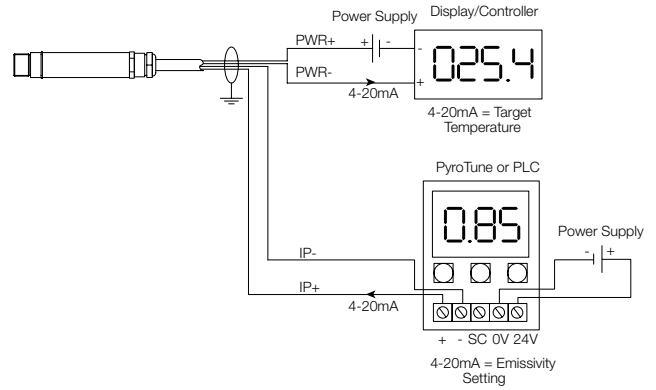 Power Supply
Display/Controller
PWR+
+
-
-
025.4
PWR-
+
4-20mA
4-20mA = Target
Temperature
PyroTune or PLC
0.85
Power Supply
- +
IP-
IP+
4-20mA
+ - SC 0V 24V
4-20mA = Emissivity
Setting